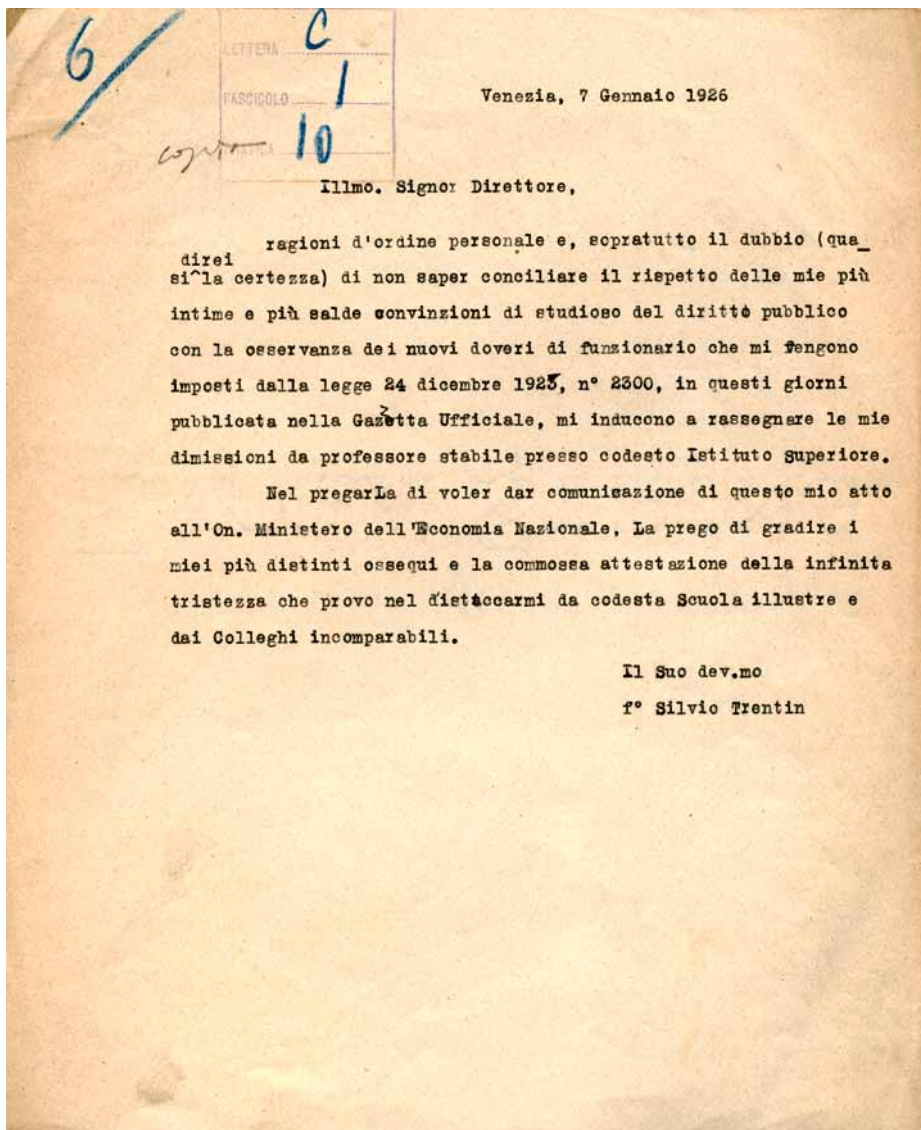 6/
LETTERA C
FASCICOLO 1
10
copia
Venezia, 7 Gennaio 1926
Illmo. Signor Direttore,
ragioni d'ordine personale e, sopratutto il dubbio (qua_
direi
si^la certezza) di non saper conciliare il rispetto delle mie più
intime e più salde convinzioni di studioso del diritto pubblico
con la osservanza dei nuovi doveri di funzionario che mi vengono
imposti dalla legge 24 dicembre 1925, n° 2300, in questi giorni
pubblicata nella Gazzetta Ufficiale, mi inducono a rassegnare le mie
dimissioni da professore stabile presso codesto Istituto Superiore.
Nel pregarLa di voler dar comunicazione di questo mio atto
all'On. Ministero dell'Economia Nazionale, La prego di gradire i
miei più distinti ossequi e la commossa attestazione della infinita
tristezza che provo nel distaccarmi da codesta Scuola illustre e
dai Colleghi incomparabili.
Il Suo dev.mo
f° Silvio Trentin